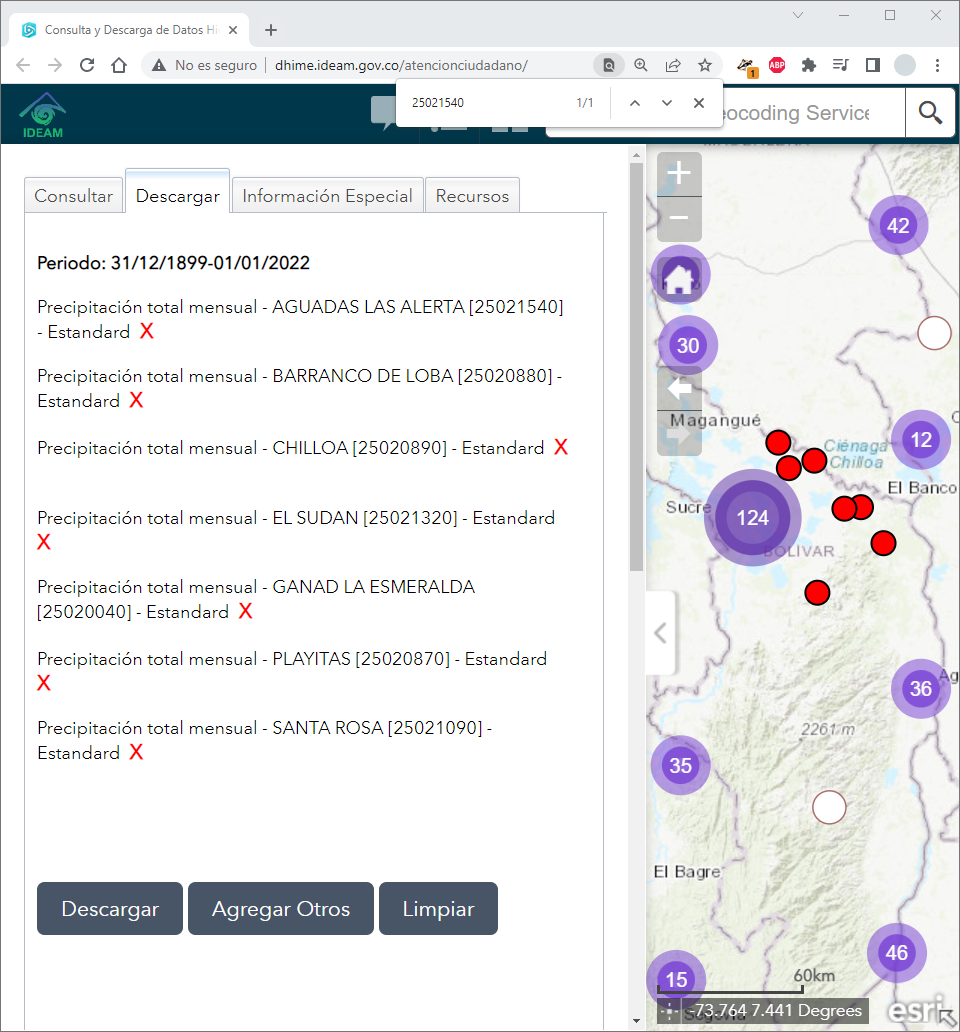 Consulta y Descarga de Datos Hi
No es seguro
dhime.ideam.gov.co/atencionciudadano/
ABP
1
25021540
1/1
IDEAM
eocoding Service
Consultar
Descargar
Información Especial
Recursos
Periodo: 31/12/1899-01/01/2022
Precipitación total mensual - AGUADAS LAS ALERTA [25021540]
- Estandard X
Precipitación total mensual - BARRANCO DE LOBA [25020880] -
Estandard X
Precipitación total mensual - CHILLOA [25020890] - Estandard X
Precipitación total mensual - EL SUDAN [25021320] - Estandard
X
Precipitación total mensual - GANAD LA ESMERALDA
[25020040] - Estandard X
Precipitación total mensual - PLAYITAS [25020870] - Estandard
X
Precipitación total mensual - SANTA ROSA [25021090] -
Estandard X
Descargar
Agregar Otros
Limpiar
+
−
42
30
Magangué
12
Ciénaga
Chilloa
El Banco
Sucre
124
BOLÍVAR
36
Ag
2261 m
35
El Bagre
46
15
60km
-73.764 7.441 Degrees
esri